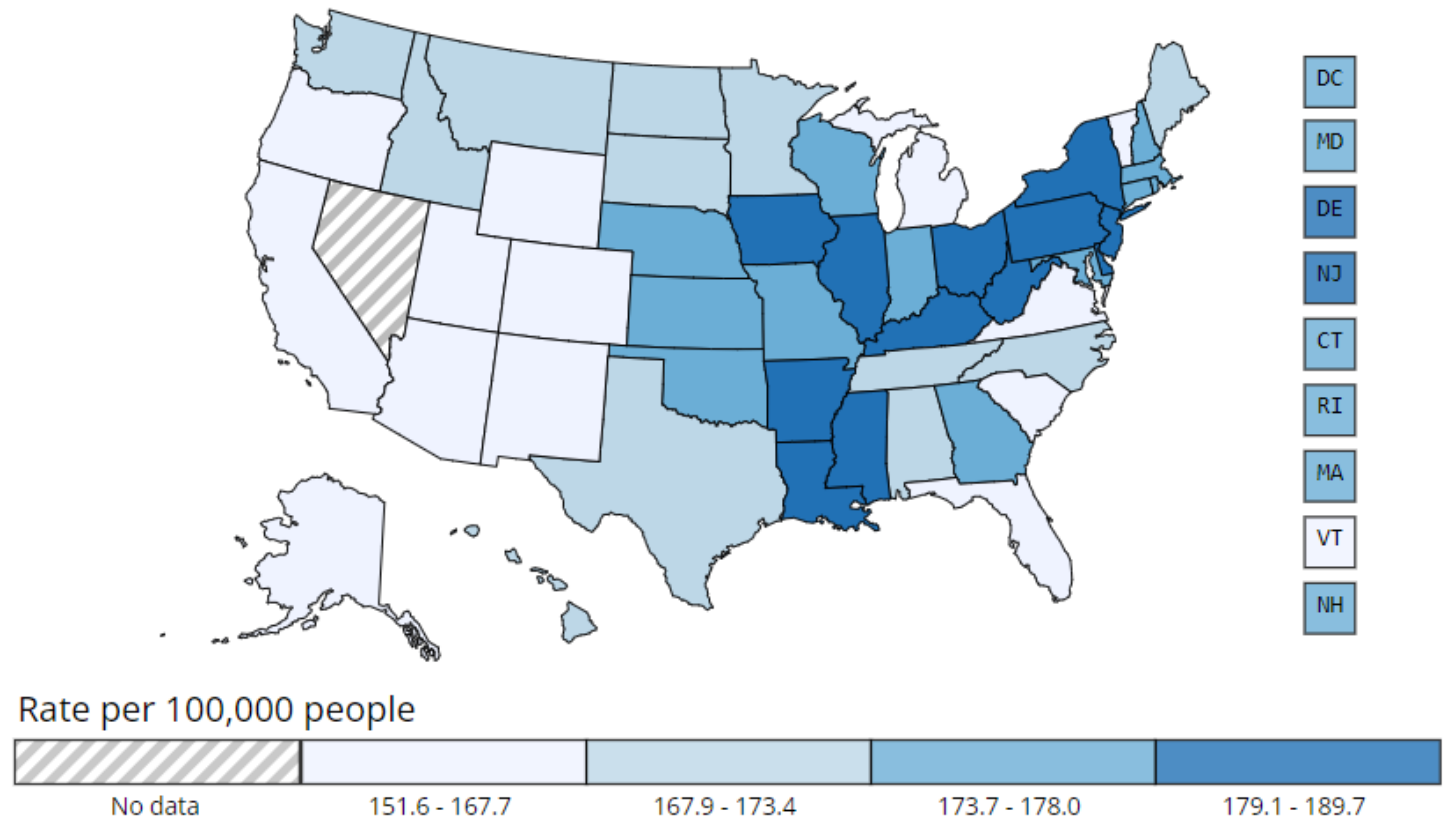 DC
MD
DE
NJ
CT
RI
MA
VT
NH
Rate per 100,000 people
No data 151.6 - 167.7 167.9 - 173.4 173.7 - 178.0 179.1 - 189.7